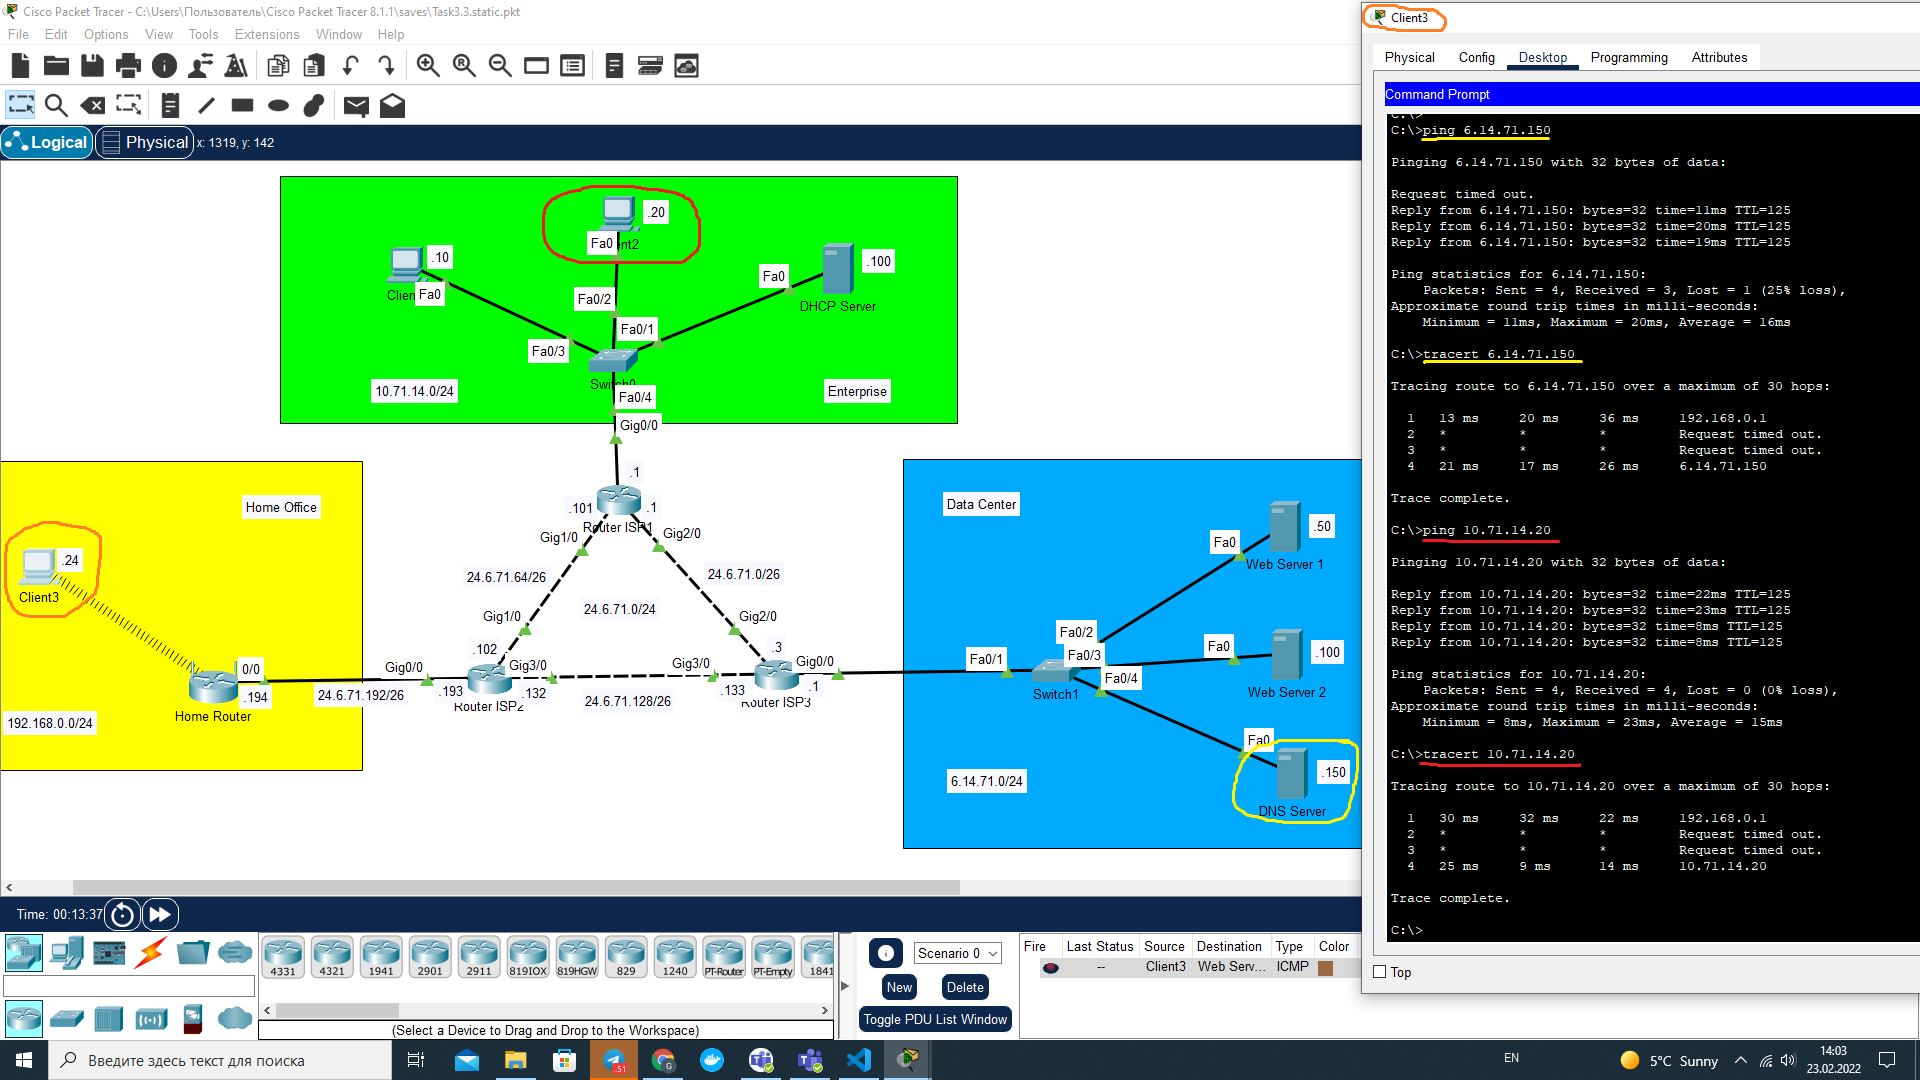 Cisco Packet Tracer - C:\Users\Пользователь\Cisco Packet Tracer 8.1.1\saves\Task3.3.static.pkt
File Edit Options View Tools Extensions Window Help
Logical Physical x: 1319, y: 142
.20
Fa0
nt2
.10
Clien
Fa0
Fa0
.100
DHCP Server
Fa0/2
Fa0/1
Fa0/3
Switch0
Fa0/4
10.71.14.0/24
Enterprise
Gig0/0
.1
.101
.1
Router ISP1
Gig1/0
Gig2/0
24.6.71.64/26
24.6.71.0/26
24.6.71.0/24
Gig1/0
Gig2/0
.102
.3
Home Office
.24
Client3
0/0
.194
Home Router
192.168.0.0/24
Gig0/0
24.6.71.192/26
.193
Gig3/0
.132
Router ISP2
24.6.71.128/26
Gig3/0
.133
Gig0/0
.1
Router ISP3
Data Center
Fa0
.50
Web Server 1
Fa0/1
Fa0/2
Fa0/3
Fa0/4
Switch1
Fa0
.100
Web Server 2
Fa0
.150
DNS Server
6.14.71.0/24
Time: 00:13:37
4331 4321 1941 2901 2911 819IOX 819HGW 829 1240 PT-Router PT-Empty 1841
(Select a Device to Drag and Drop to the Workspace)
Scenario 0
New Delete
Toggle PDU List Window
Fire Last Status Source Destination Type Color
-- Client3 Web Serv... ICMP
Client3
Physical Config Desktop Programming Attributes
Command Prompt
C:\>
C:\>ping 6.14.71.150
Pinging 6.14.71.150 with 32 bytes of data:
Request timed out.
Reply from 6.14.71.150: bytes=32 time=11ms TTL=125
Reply from 6.14.71.150: bytes=32 time=20ms TTL=125
Reply from 6.14.71.150: bytes=32 time=19ms TTL=125
Ping statistics for 6.14.71.150:
Packets: Sent = 4, Received = 3, Lost = 1 (25% loss),
Approximate round trip times in milli-seconds:
Minimum = 11ms, Maximum = 20ms, Average = 16ms
C:\>tracert 6.14.71.150
Tracing route to 6.14.71.150 over a maximum of 30 hops:
1 13 ms 20 ms 36 ms 192.168.0.1
2 * * * Request timed out.
3 * * * Request timed out.
4 21 ms 17 ms 26 ms 6.14.71.150
Trace complete.
C:\>ping 10.71.14.20
Pinging 10.71.14.20 with 32 bytes of data:
Reply from 10.71.14.20: bytes=32 time=22ms TTL=125
Reply from 10.71.14.20: bytes=32 time=23ms TTL=125
Reply from 10.71.14.20: bytes=32 time=8ms TTL=125
Reply from 10.71.14.20: bytes=32 time=8ms TTL=125
Ping statistics for 10.71.14.20:
Packets: Sent = 4, Received = 4, Lost = 0 (0% loss),
Approximate round trip times in milli-seconds:
Minimum = 8ms, Maximum = 23ms, Average = 15ms
C:\>tracert 10.71.14.20
Tracing route to 10.71.14.20 over a maximum of 30 hops:
1 30 ms 32 ms 22 ms 192.168.0.1
2 * * * Request timed out.
3 * * * Request timed out.
4 25 ms 9 ms 14 ms 10.71.14.20
Trace complete.
C:\>
Top
Введите здесь текст для поиска
51
EN
5°C Sunny
14:03
23.02.2022